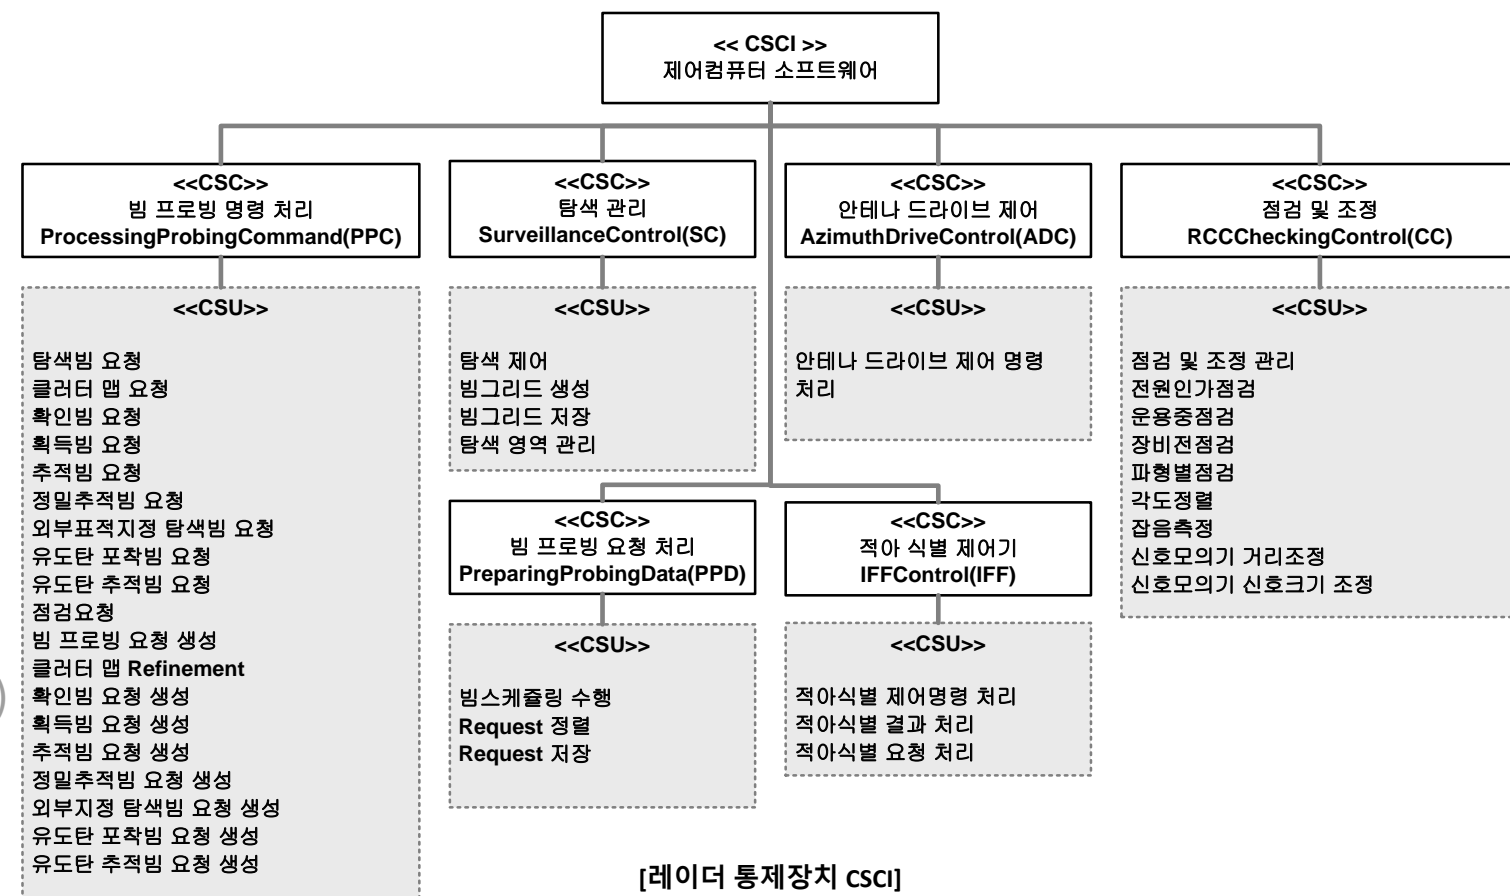 << CSCI >>
제어컴퓨터 소프트웨어
<<CSC>>
빔 프로빙 명령 처리
ProcessingProbingCommand(PPC)
<<CSU>>
탐색빔 요청
클러터 맵 요청
확인빔 요청
획득빔 요청
추적빔 요청
정밀추적빔 요청
외부표적지정 탐색빔 요청
유도탄 포착빔 요청
유도탄 추적빔 요청
점검요청
빔 프로빙 요청 생성
클러터 맵 Refinement
확인빔 요청 생성
획득빔 요청 생성
추적빔 요청 생성
정밀추적빔 요청 생성
외부지정 탐색빔 요청 생성
유도탄 포착빔 요청 생성
유도탄 추적빔 요청 생성
<<CSC>>
탐색 관리
SurveillanceControl(SC)
<<CSU>>
탐색 제어
빔그리드 생성
빔그리드 저장
탐색 영역 관리
<<CSC>>
안테나 드라이브 제어
AzimuthDriveControl(ADC)
<<CSU>>
안테나 드라이브 제어 명령
처리
<<CSC>>
점검 및 조정
RCCCheckingControl(CC)
<<CSU>>
점검 및 조정 관리
전원인가점검
운용중점검
장비전점검
파형별점검
각도정렬
잡음측정
신호모의기 거리조정
신호모의기 신호크기 조정
<<CSC>>
빔 프로빙 요청 처리
PreparingProbingData(PPD)
<<CSU>>
빔스케쥴링 수행
Request 정렬
Request 저장
<<CSC>>
적아 식별 제어기
IFFControl(IFF)
<<CSU>>
적아식별 제어명령 처리
적아식별 결과 처리
적아식별 요청 처리
[레이더 통제장치 CSCI]